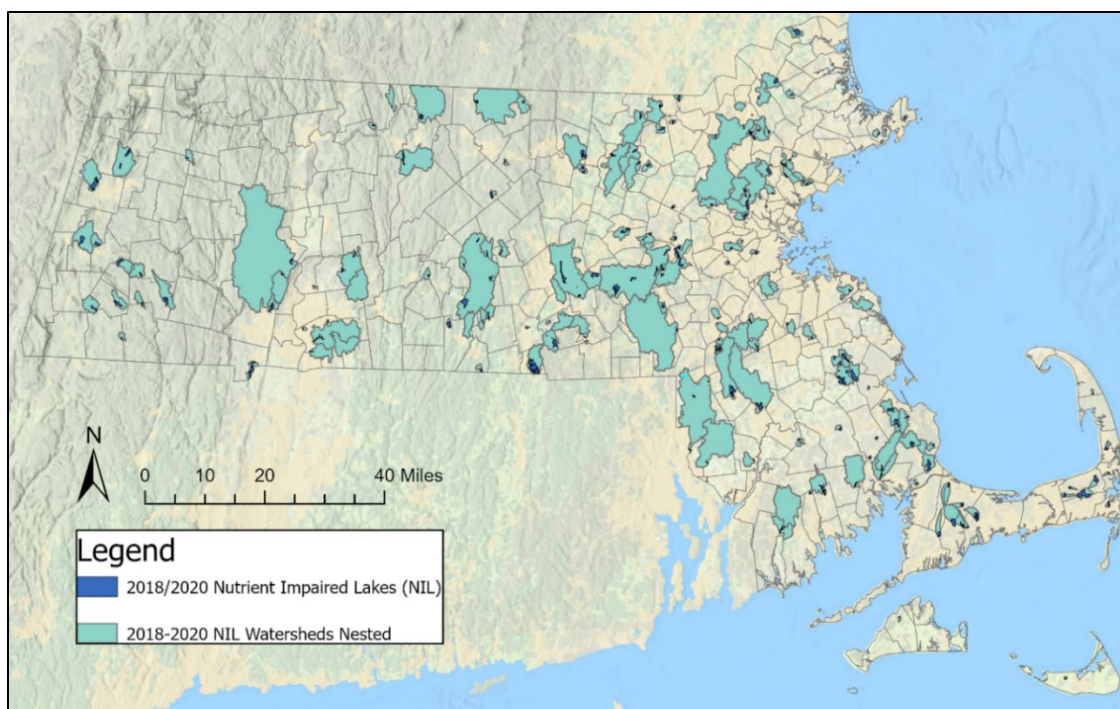 N
0 10 20 40 Miles
Legend
2018/2020 Nutrient Impaired Lakes (NIL)
2018-2020 NIL Watersheds Nested